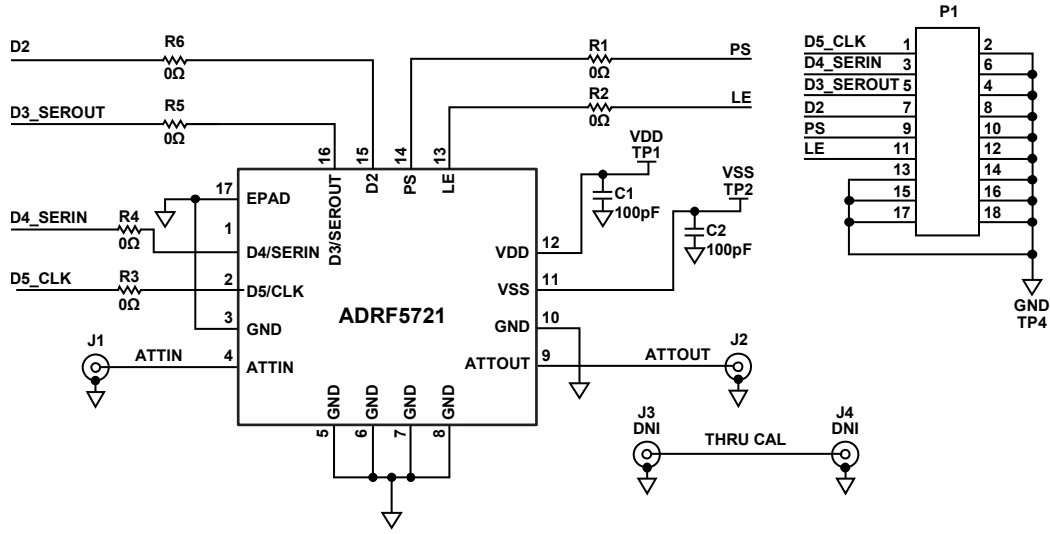 P1
D2
R6
0Ω
R1
0Ω
PS
D3_SEROUT
R5
0Ω
R2
0Ω
LE
D5_CLK 1 2
D4_SERIN 3 6
D3_SEROUT 5 4
D2 7 8
PS 9 10
LE 11 12
13 14
15 16
17 18
GND
TP4
16 15 14 13
D3/SEROUT D2 PS LE
VDD
TP1
C1
100pF
VSS
TP2
C2
100pF
17 EPAD
D4_SERIN
R4
0Ω
1 D4/SERIN
D5_CLK
R3
0Ω
2 D5/CLK
3 GND
4 ATTIN
VDD 12
VSS 11
GND 10
ATTOUT 9
ADRF5721
J1
ATTIN
ATTOUT
J2
GND GND GND GND
5 6 7 8
J3
DNI
THRU CAL
J4
DNI